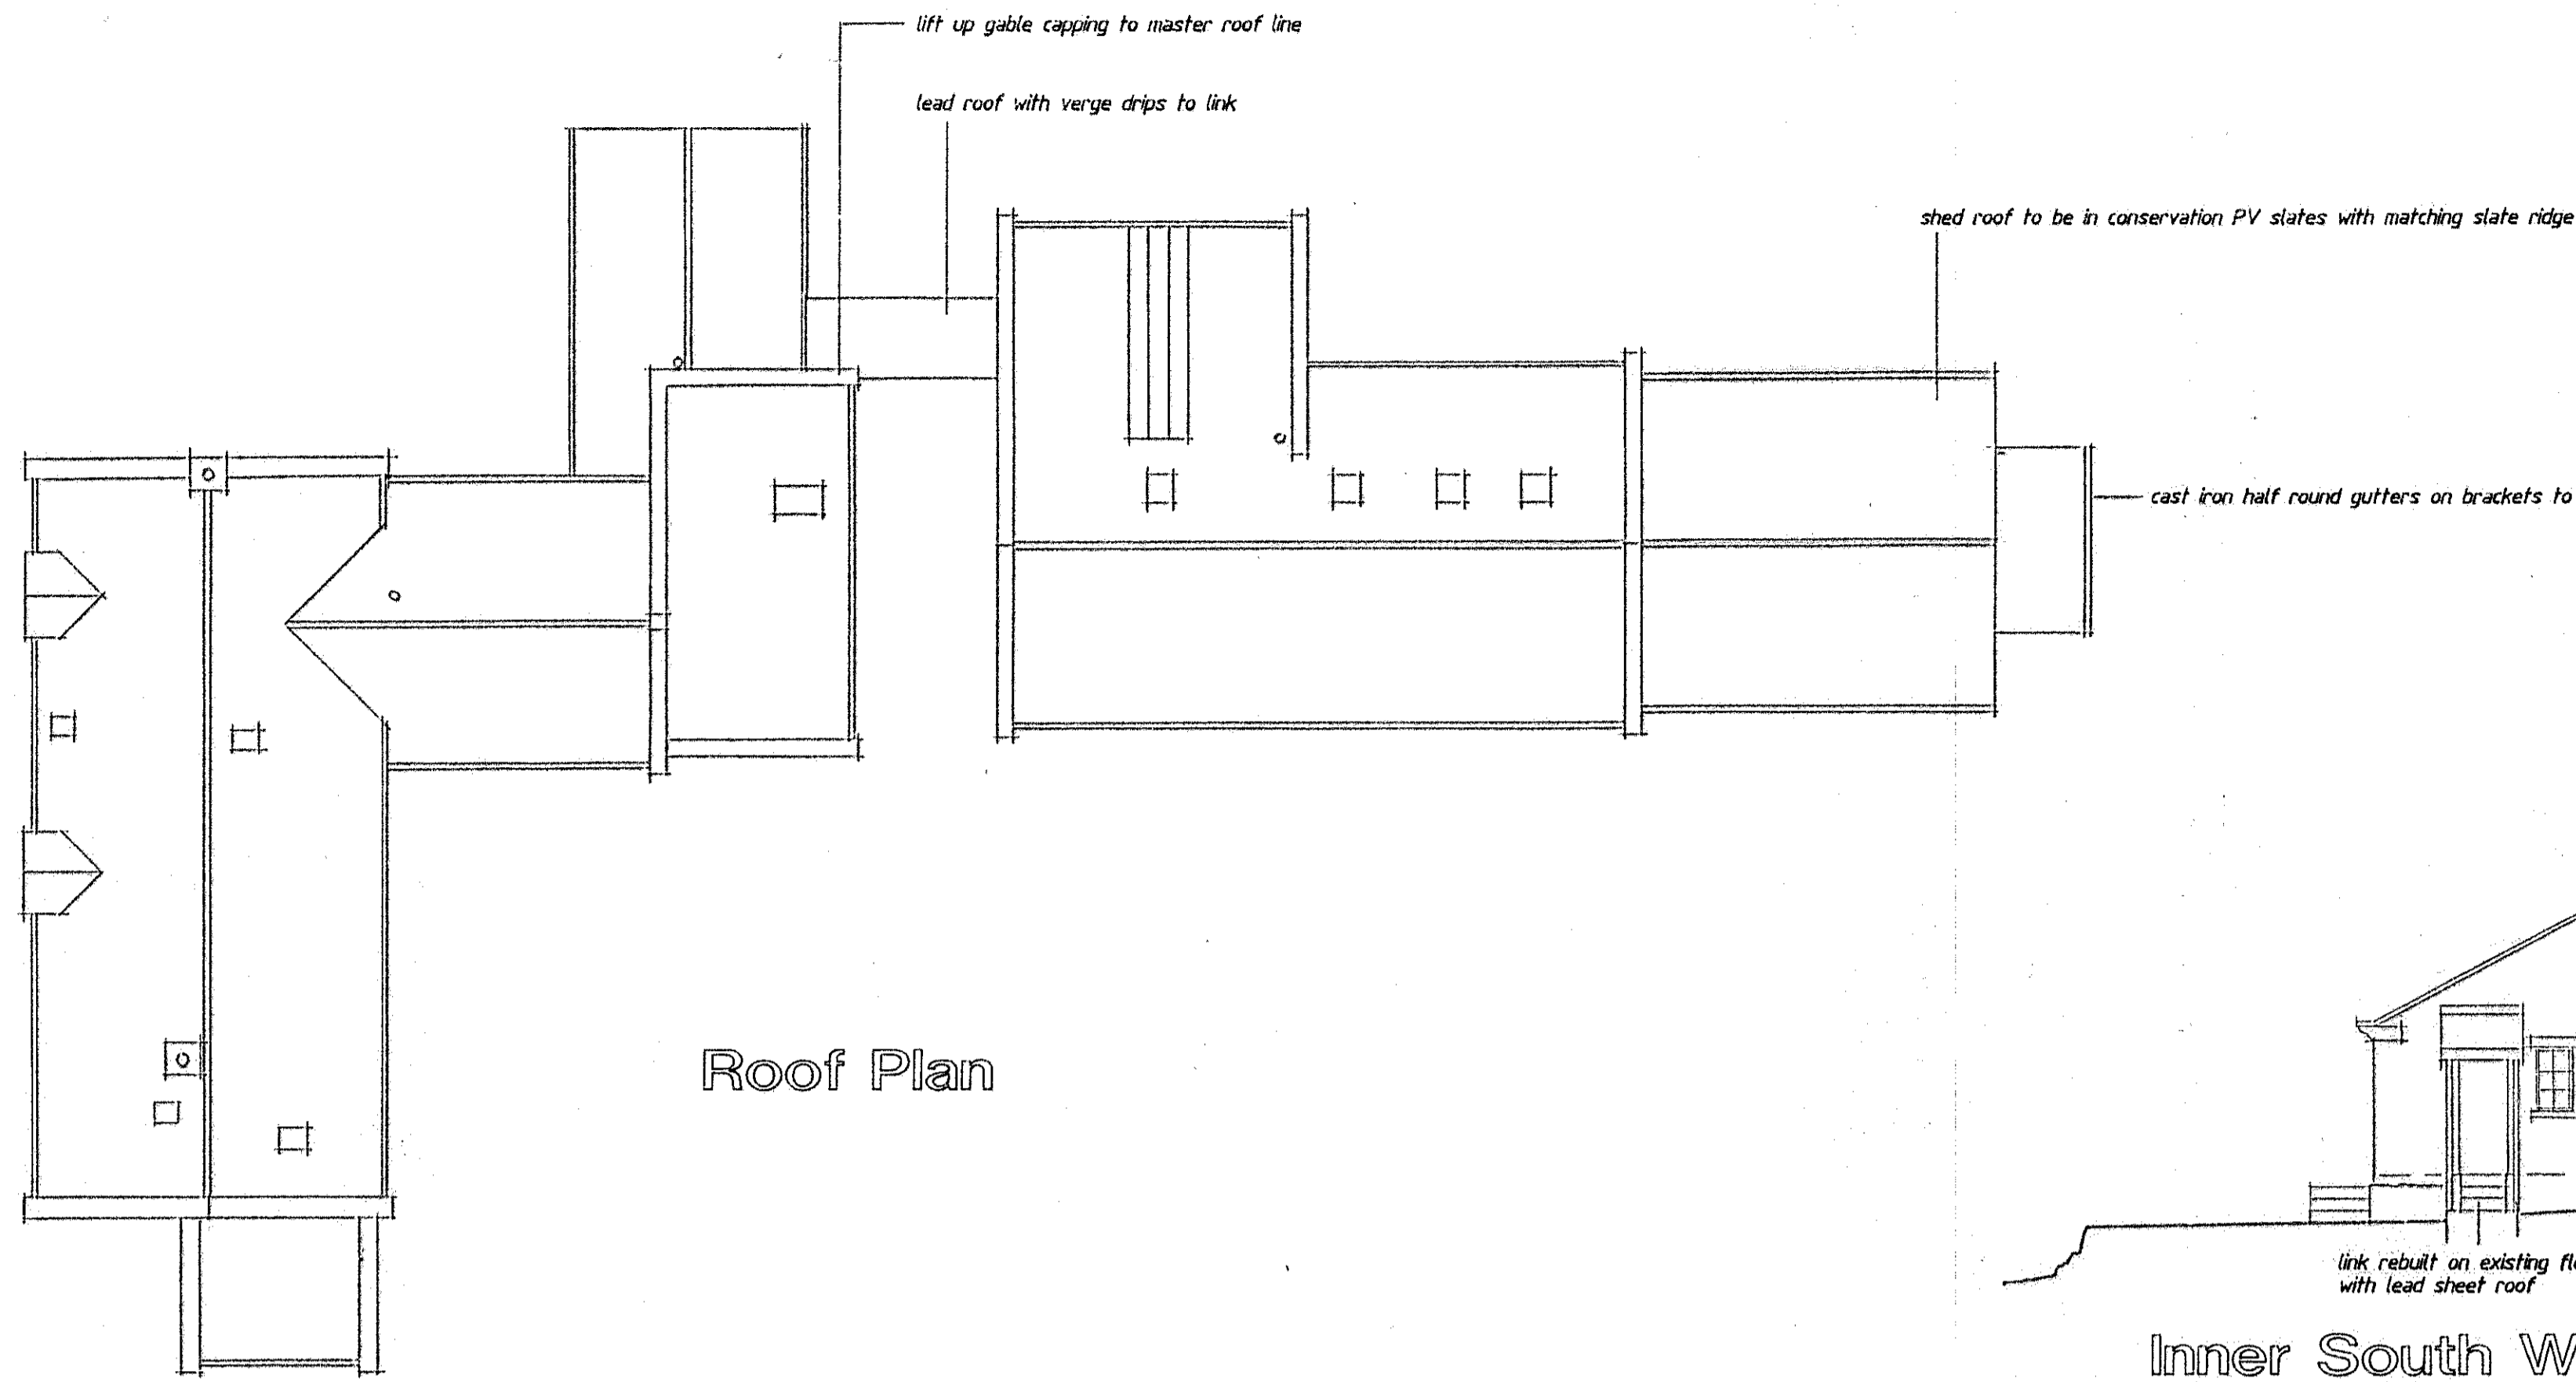 lift up gable capping to master roof line
lead roof with verge drips to link
shed roof to be in conservation PV slates with matching slate ridge
cast iron half round gutters on brackets to
Roof Plan
link rebuilt on existing
with lead sheet roof
Inner South